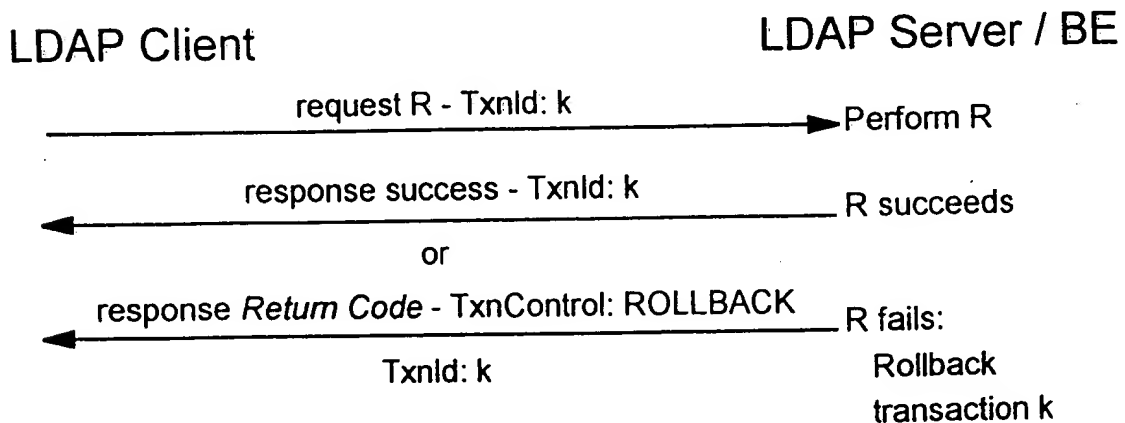 LDAP Client
LDAP Server / BE
request R - TxnId: k
Perform R
response success - TxnId: k
R succeeds
or
response Return Code - TxnControl: ROLLBACK
R fails:
TxnId: k
Rollback
transaction k